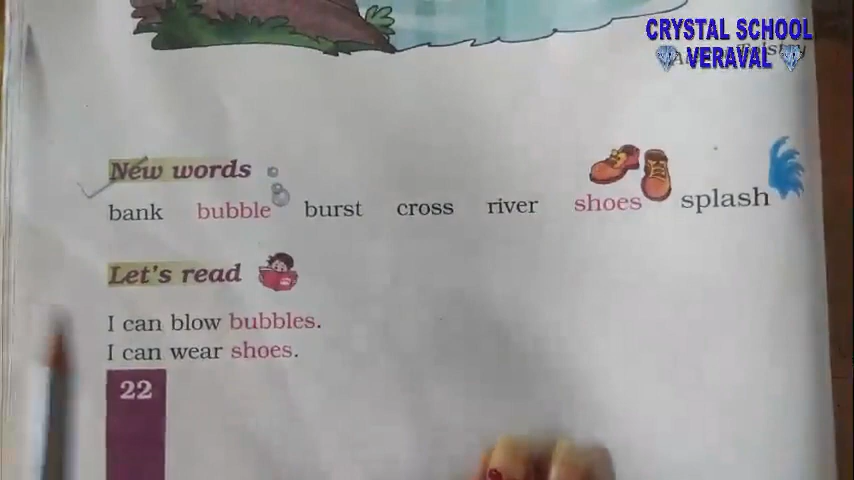 CRYSTAL SCHOOL
VERAVAL
New words
bank bubble burst cross river shoes splash
Let's read
I can blow bubbles.
I can wear shoes.
22